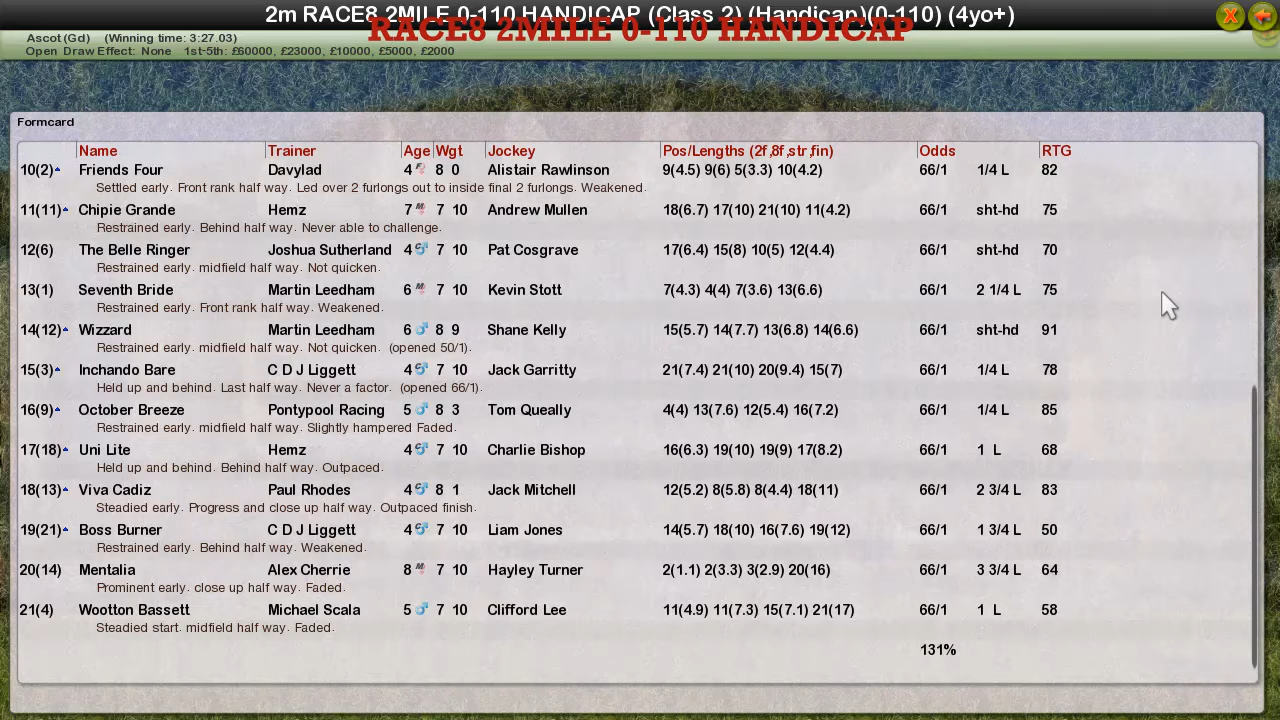 2m RACE8 2MILE 0-110 HANDICAP (Class 2) (Handicap)(0-110) (4yo+)
RACE8 2MILE 0-110 HANDICAP
Ascot(Gd) (Winning time: 3:27.03)
Open Draw Effect: None 1st-5th: £60000, £23000, £10000, £5000, £2000
Formcard
Name Trainer Age Wgt Jockey Pos/Lengths (2f,8f,str,fin) Odds RTG
10(2) Friends Four Davylad 4 8 0 Alistair Rawlinson 9(4.5) 9(6) 5(3.3) 10(4.2) 66/1 1/4 L 82
Settled early. Front rank half way. Led over 2 furlongs out to inside final 2 furlongs. Weakened.
11(11) Chipie Grande Hemz 7 7 10 Andrew Mullen 18(6.7) 17(10) 21(10) 11(4.2) 66/1 sht-hd 75
Restrained early. Behind half way. Never able to challenge.
12(6) The Belle Ringer Joshua Sutherland 4 7 10 Pat Cosgrave 17(6.4) 15(8) 10(5) 12(4.4) 66/1 sht-hd 70
Restrained early. midfield half way. Not quicken.
13(1) Seventh Bride Martin Leedham 6 7 10 Kevin Stott 7(4.3) 4(4) 7(3.6) 13(6.6) 66/1 2 1/4 L 75
Restrained early. Front rank half way. Weakened.
14(12) Wizzard Martin Leedham 6 8 9 Shane Kelly 15(5.7) 14(7.7) 13(6.8) 14(6.6) 66/1 sht-hd 91
Restrained early. midfield half way. Not quicken. (opened 50/1).
15(3) Inchando Bare C D J Liggett 4 7 10 Jack Garritty 21(7.4) 21(10) 20(9.4) 15(7) 66/1 1/4 L 78
Held up and behind. Last half way. Never a factor. (opened 66/1).
16(9) October Breeze Pontypool Racing 5 8 3 Tom Queally 4(4) 13(7.6) 12(5.4) 16(7.2) 66/1 1/4 L 85
Restrained early. midfield half way. Slightly hampered Faded.
17(18) Uni Lite Hemz 4 7 10 Charlie Bishop 16(6.3) 19(10) 19(9) 17(8.2) 66/1 1 L 68
Held up and behind. Behind half way. Outpaced.
18(13) Viva Cadiz Paul Rhodes 4 8 1 Jack Mitchell 12(5.2) 8(5.8) 8(4.4) 18(11) 66/1 2 3/4 L 83
Steadied early. Progress and close up half way. Outpaced finish.
19(21) Boss Burner C D J Liggett 4 7 10 Liam Jones 14(5.7) 18(10) 16(7.6) 19(12) 66/1 1 3/4 L 50
Restrained early. Behind half way. Weakened.
20(14) Mentalia Alex Cherrie 8 7 10 Hayley Turner 2(1.1) 2(3.3) 3(2.9) 20(16) 66/1 3 3/4 L 64
Prominent early. close up half way. Faded.
21(4) Wootton Bassett Michael Scala 5 7 10 Clifford Lee 11(4.9) 11(7.3) 15(7.1) 21(17) 66/1 1 L 58
Steadied start. midfield half way. Faded.
131%